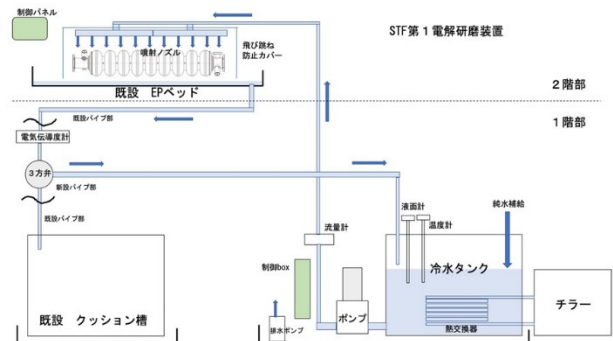 制御パネル
STF第１電解研磨装置
噴射ノズル
飛び跳ね
防止カバー
既設 EPベッド
２階部
既設パイプ部
１階部
電気伝導度計
３方弁
新設パイプ部
既設パイプ部
液面計
温度計
純水補給
流量計
制御box
冷水タンク
既設 クッション槽
排水ポンプ
ポンプ
熱交換器
チラー